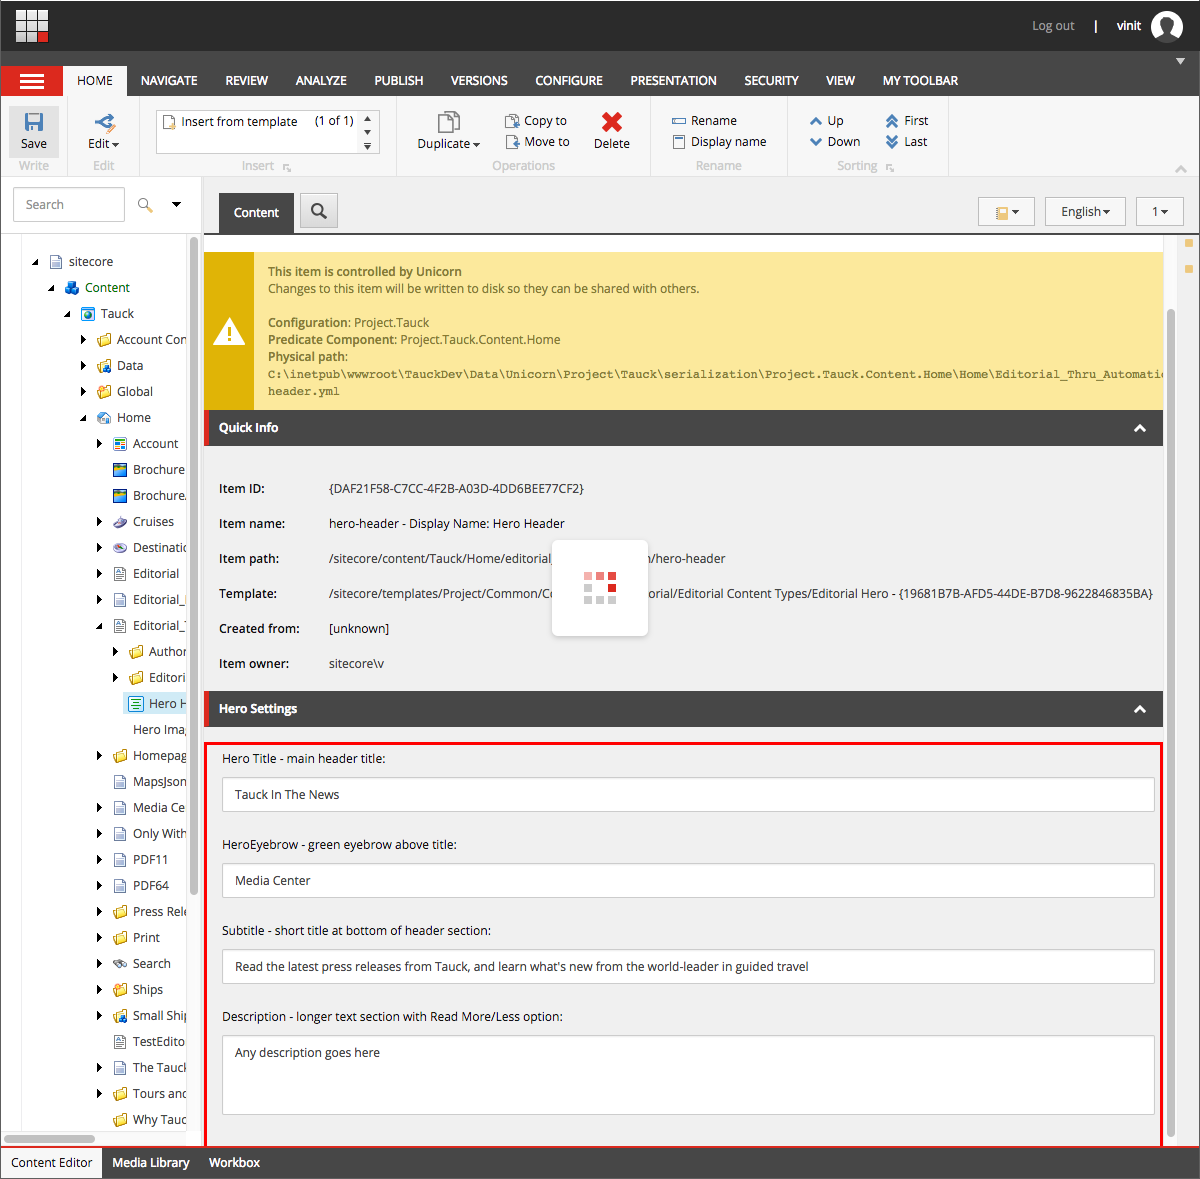 Log out | vinit
HOME NAVIGATE REVIEW ANALYZE PUBLISH VERSIONS CONFIGURE PRESENTATION SECURITY VIEW MY TOOLBAR
Save
Write
Edit
Edit
Insert from template (1 of 1)
Insert
Duplicate
Copy to
Move to
Delete
Operations
Rename
Display name
Rename
Up
Down
First
Last
Sorting
Search
Content
English
1
sitecore
Content
Tauck
Account Con
Data
Global
Home
Account
Brochure
Brochure
Cruises
Destinatio
Editorial
Editorial_
Editorial_
Author
Editori
Hero H
Hero Ima
Homepag
MapsJson
Media Ce
Only With
PDF11
PDF64
Press Rele
Print
Search
Ships
Small Ship
TestEdito
The Tauck
Tours and
Why Tauc
This item is controlled by Unicorn
Changes to this item will be written to disk so they can be shared with others.
Configuration: Project.Tauck
Predicate Component: Project.Tauck.Content.Home
Physical path:
C:\inetpub\wwwroot\TauckDev\Data\Unicorn\Project\Tauck\serialization\Project.Tauck.Content.Home\Home\Editorial_Thru_Automatic
header.yml
Quick Info
Item ID: {DAF21F58-C7CC-4F2B-A03D-4DD6BEE77CF2}
Item name: hero-header - Display Name: Hero Header
Item path: /sitecore/content/Tauck/Home/editorial /hero-header
Template: /sitecore/templates/Project/Common/Co orial/Editorial Content Types/Editorial Hero - {19681B7B-AFD5-44DE-B7D8-9622846835BA}
Created from: [unknown]
Item owner: sitecore\v
Hero Settings
Hero Title - main header title:
Tauck In The News
HeroEyebrow - green eyebrow above title:
Media Center
Subtitle - short title at bottom of header section:
Read the latest press releases from Tauck, and learn what's new from the world-leader in guided travel
Description - longer text section with Read More/Less option:
Any description goes here
Content Editor Media Library Workbox